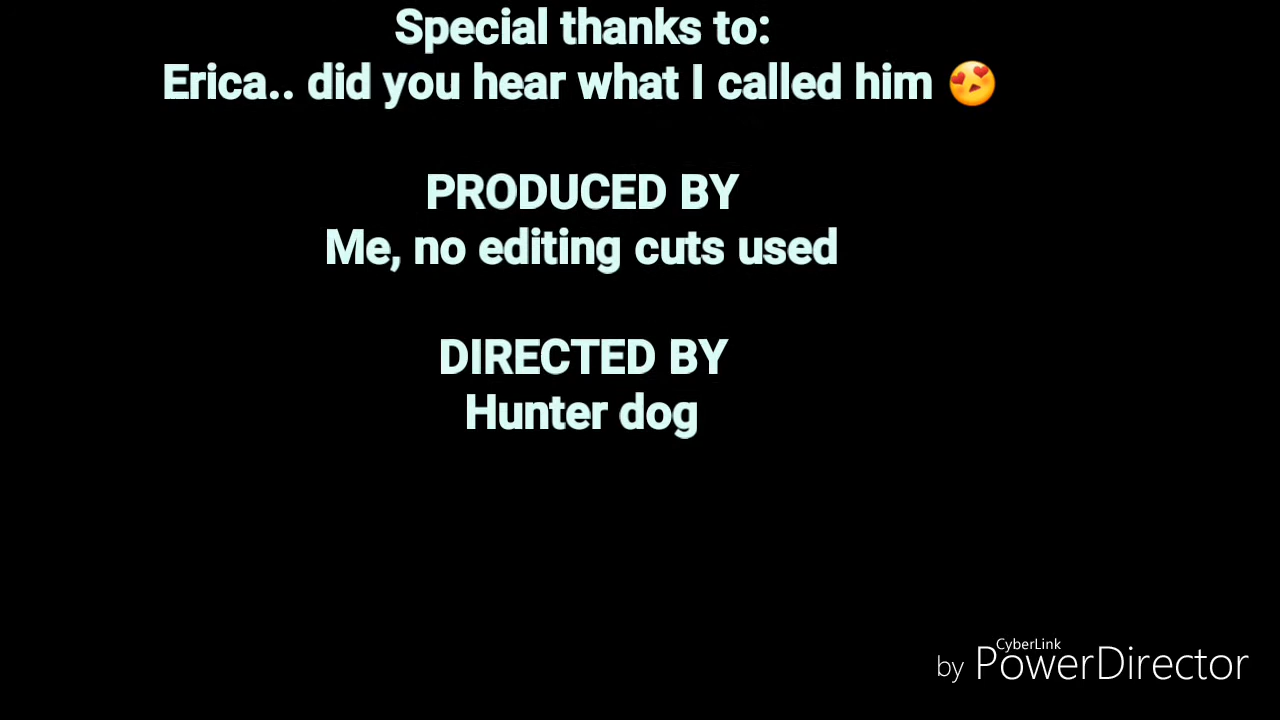 Special thanks to:
Erica.. did you hear what I called him 😍
PRODUCED BY
Me, no editing cuts used
DIRECTED BY
Hunter dog
by CyberLink PowerDirector